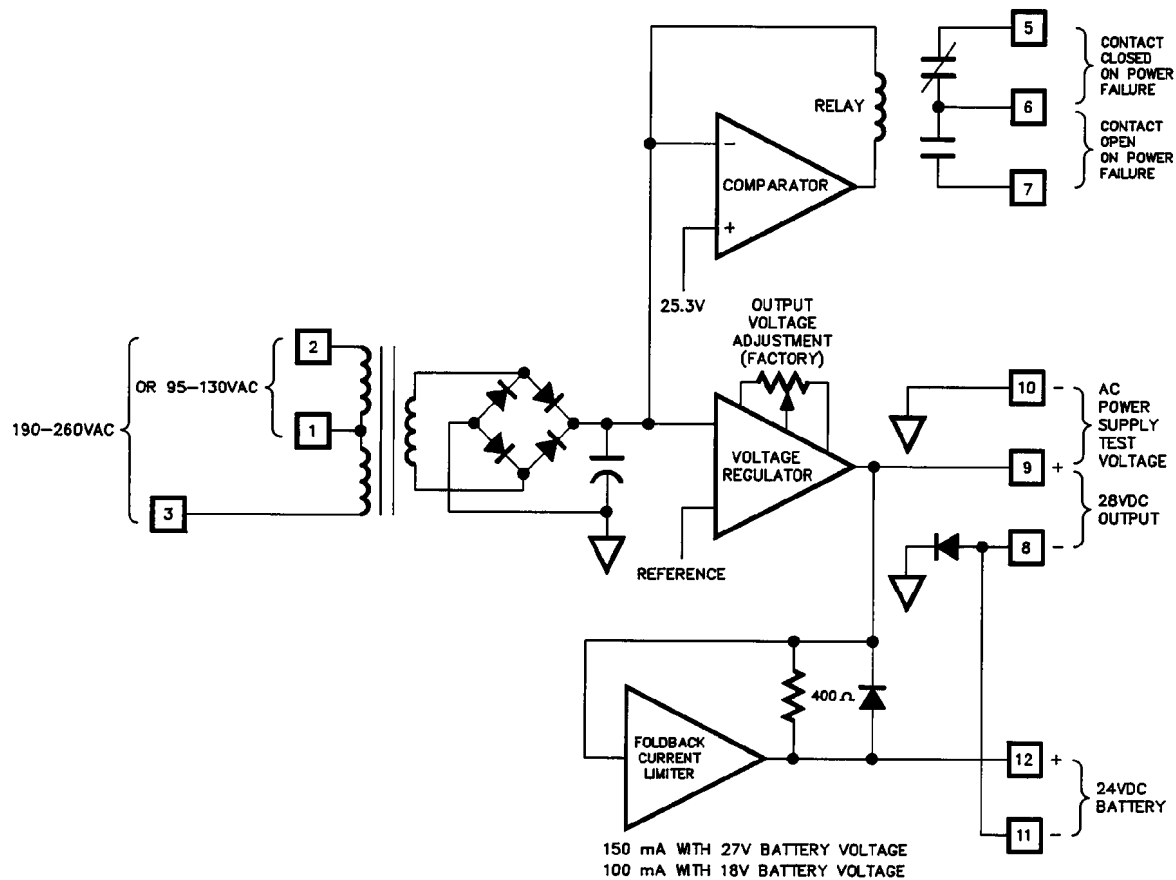 5
CONTACT
CLOSED
ON POWER
FAILURE
RELAY
6
CONTACT
OPEN
ON POWER
FAILURE
7
−
COMPARATOR
+
25.3V
OUTPUT
VOLTAGE
ADJUSTMENT
(FACTORY)
2
OR 95–130VAC
190–260VAC
1
3
VOLTAGE
REGULATOR
REFERENCE
10 −
AC
POWER
SUPPLY
TEST
VOLTAGE
9 +
28VDC
OUTPUT
8 −
400Ω
FOLDBACK
CURRENT
LIMITER
12 +
24VDC
BATTERY
11 −
150 mA WITH 27V BATTERY VOLTAGE
100 mA WITH 18V BATTERY VOLTAGE